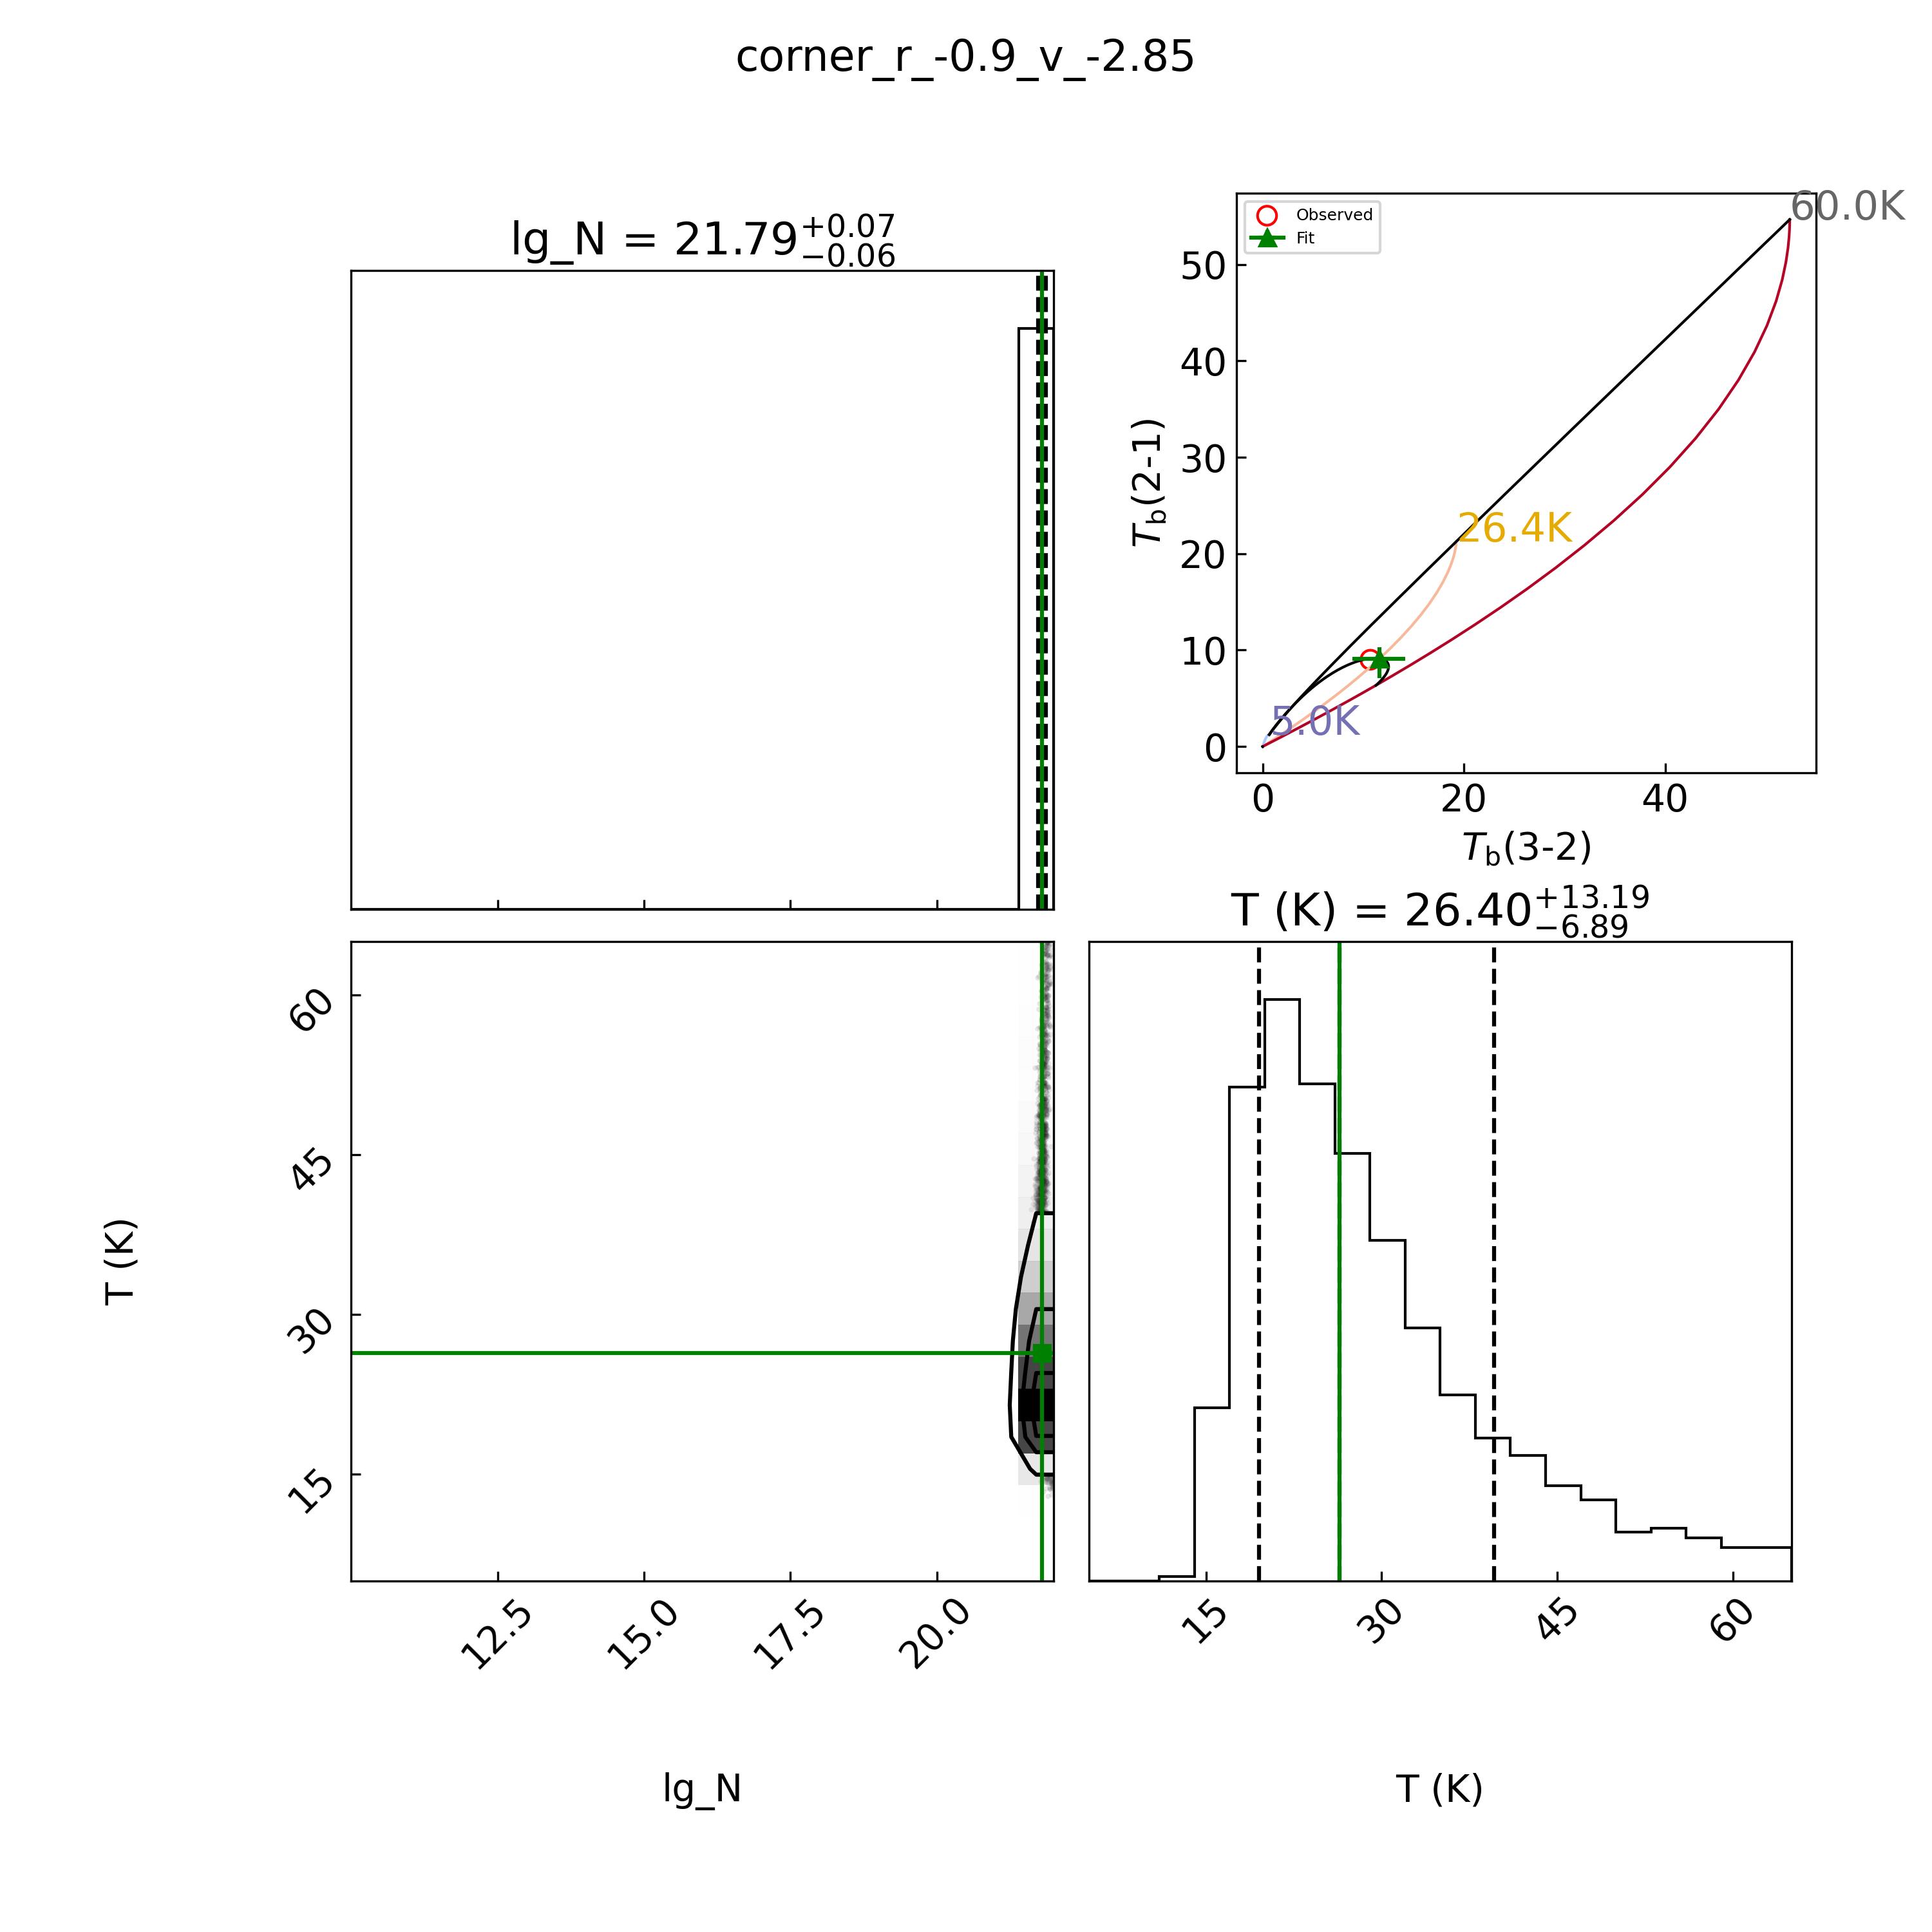 corner_r_-0.9_v_-2.85
lg_N = 21.79+0.07−0.06
60.0K
Observed
Fit
50
40
30
20
10
0
Tb(2-1)
26.4K
5.0K
0 20 40
Tb(3-2)
T (K) = 26.40+13.19−6.89
60
45
30
15
T (K)
12.5 15.0 17.5 20.0
15 30 45 60
lg_N
T (K)